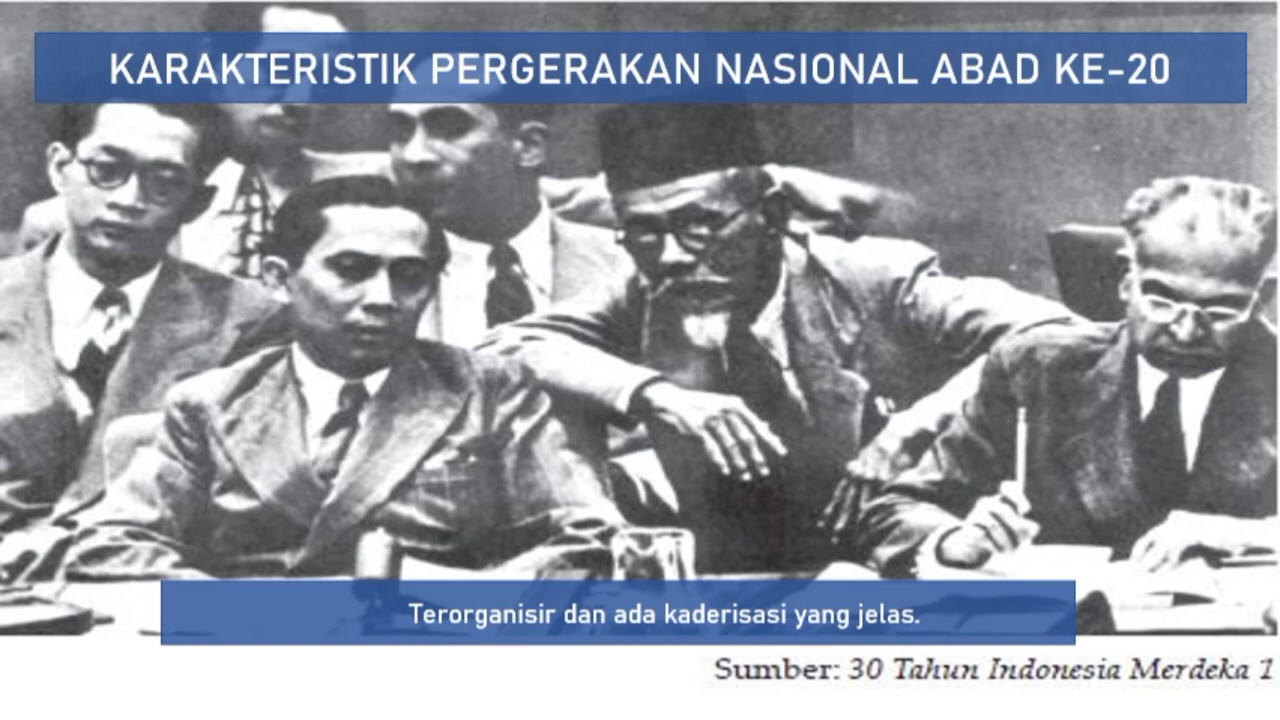 KARAKTERISTIK PERGERAKAN NASIONAL ABAD KE-20
Terorganisir dan ada kaderisasi yang jelas.
Sumber: 30 Tahun Indonesia Merdeka 1